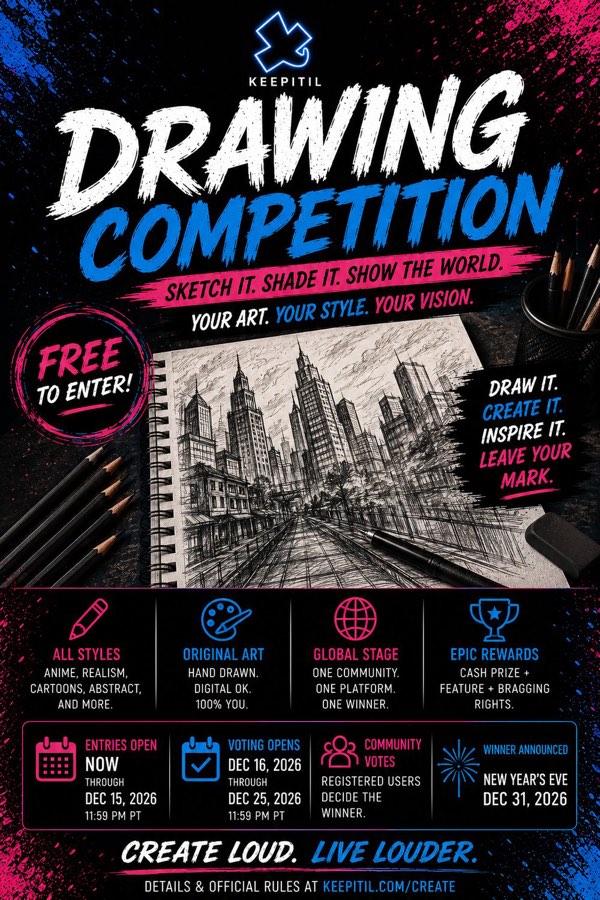 KEEPITIL
DRAWING
COMPETITION
SKETCH IT. SHADE IT. SHOW THE WORLD.
YOUR ART. YOUR STYLE. YOUR VISION.
FREE
TO ENTER!
DRAW IT.
CREATE IT.
INSPIRE IT.
LEAVE YOUR
MARK.
ALL STYLES
ANIME, REALISM,
CARTOONS, ABSTRACT,
AND MORE.
ORIGINAL ART
HAND DRAWN.
DIGITAL OK.
100% YOU.
GLOBAL STAGE
ONE COMMUNITY.
ONE PLATFORM.
ONE WINNER.
EPIC REWARDS
CASH PRIZE +
FEATURE + BRAGGING
RIGHTS.
ENTRIES OPEN
NOW
THROUGH
DEC 15, 2026
11:59 PM PT
VOTING OPENS
DEC 16, 2026
THROUGH
DEC 25, 2026
11:59 PM PT
COMMUNITY
VOTES
REGISTERED USERS
DECIDE THE
WINNER.
WINNER ANNOUNCED
NEW YEAR'S EVE
DEC 31, 2026
CREATE LOUD. LIVE LOUDER.
DETAILS & OFFICIAL RULES AT KEEPITIL.COM/CREATE